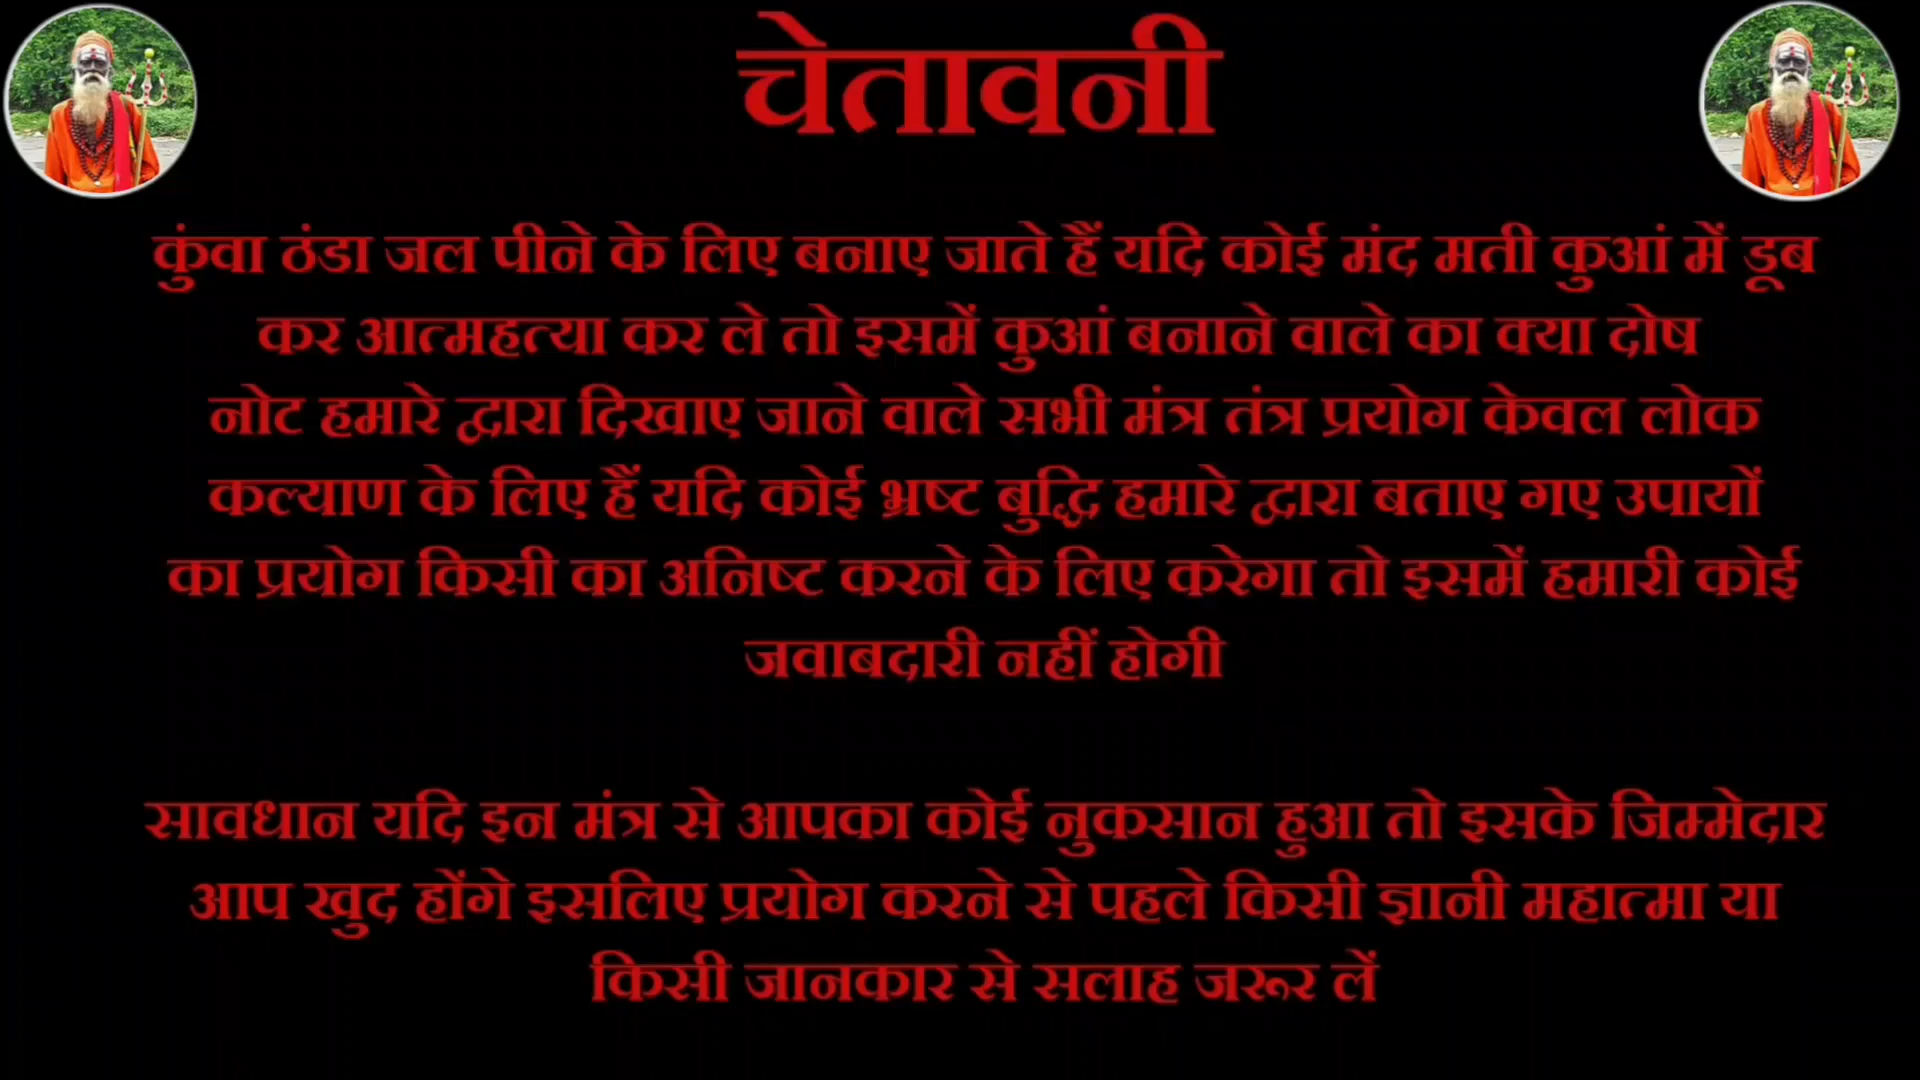 चेतावनी
कुंवा ठंडा जल पीने के लिए बनाए जाते हैं यदि कोई मंद मती कुआं में डूब
कर आत्महत्या कर ले तो इसमें कुआं बनाने वाले का क्या दोष
नोट हमारे द्वारा दिखाए जाने वाले सभी मंत्र तंत्र प्रयोग केवल लोक
कल्याण के लिए हैं यदि कोई भ्रष्ट बुद्धि हमारे द्वारा बताए गए उपायों
का प्रयोग किसी का अनिष्ट करने के लिए करेगा तो इसमें हमारी कोई
जवाबदारी नहीं होगी
सावधान यदि इन मंत्र से आपका कोई नुकसान हुआ तो इसके जिम्मेदार
आप खुद होंगे इसलिए प्रयोग करने से पहले किसी ज्ञानी महात्मा या
किसी जानकार से सलाह जरूर लें